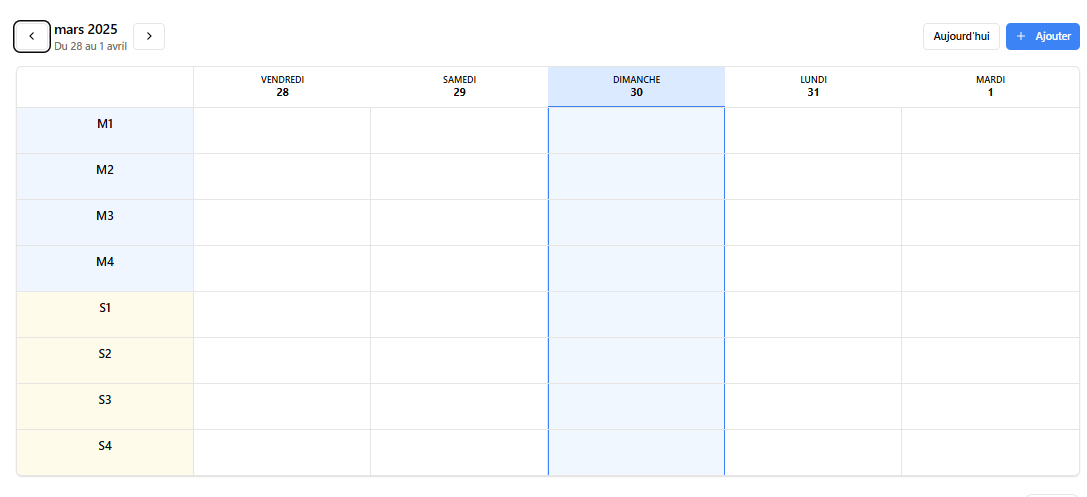 mars 2025
Du 28 au 1 avril
Aujourd'hui
+ Ajouter
VENDREDI SAMEDI DIMANCHE LUNDI MARDI
28 29 30 31 1
M1
M2
M3
M4
S1
S2
S3
S4